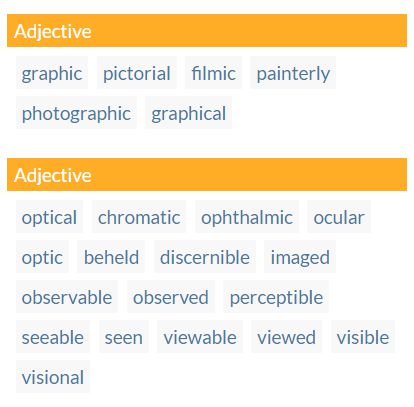 Adjective
graphic pictorial filmic painterly
photographic graphical
Adjective
optical chromatic ophthalmic ocular
optic beheld discernible imaged
observable observed perceptible
seeable seen viewable viewed visible
visional